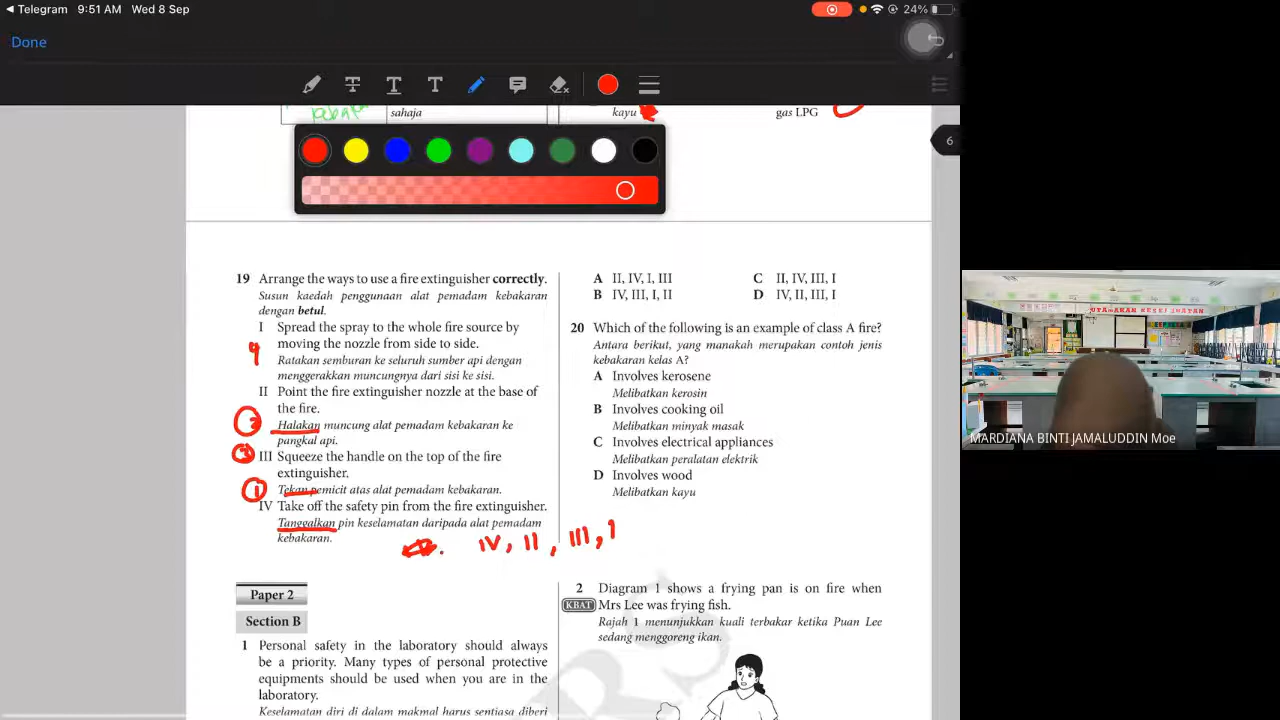 Telegram 9:51 AM Wed 8 Sep 24%
Done
T T
sahaja
kayu
gas LPG
6
19 Arrange the ways to use a fire extinguisher correctly.
Susun kaedah penggunaan alat pemadam kebakaran
dengan betul.
I Spread the spray to the whole fire source by
moving the nozzle from side to side.
4
Ratakan semburan ke seluruh sumber api dengan
menggerakkan muncungnya dari sisi ke sisi.
II Point the fire extinguisher nozzle at the base of
the fire.
Halakan muncung alat pemadam kebakaran ke
pangkal api.
III Squeeze the handle on the top of the fire
extinguisher.
1
Tekan pemicit atas alat pemadam kebakaran.
IV Take off the safety pin from the fire extinguisher.
Tanggalkan pin keselamatan daripada alat pemadam
kebakaran.
IV, II, III, I
Paper 2
Section B
1 Personal safety in the laboratory should always
be a priority. Many types of personal protective
equipments should be used when you are in the
laboratory.
Keselamatan diri di dalam makmal harus sentiasa diberi
A II, IV, I, III
C II, IV, III, I
B IV, III, I, II
D IV, II, III, I
20 Which of the following is an example of class A fire?
Antara berikut, yang manakah merupakan contoh jenis
kebakaran kelas A?
A Involves kerosene
Melibatkan kerosin
B Involves cooking oil
Melibatkan minyak masak
C Involves electrical appliances
Melibatkan peralatan elektrik
D Involves wood
Melibatkan kayu
2 Diagram 1 shows a frying pan is on fire when
KBAT Mrs Lee was frying fish.
Rajah 1 menunjukkan kuali terbakar ketika Puan Lee
sedang menggoreng ikan.
MARDIANA BINTI JAMALUDDIN Moe